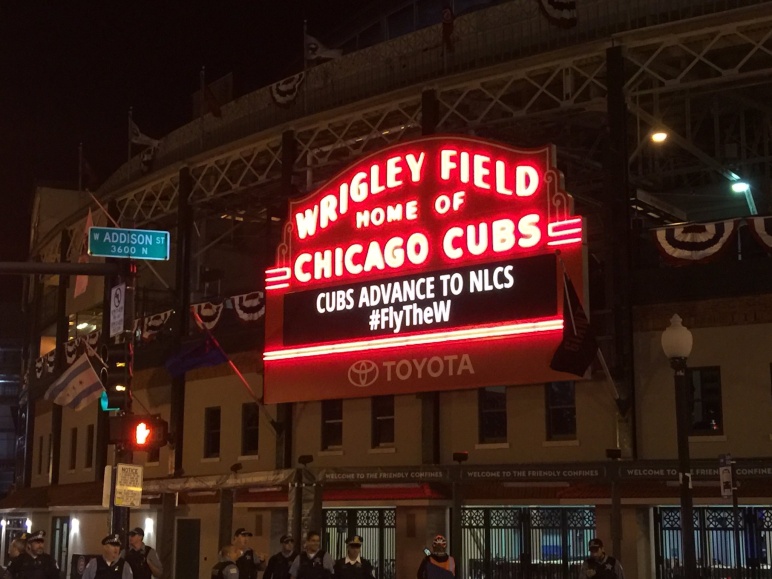 WRIGLEY FIELD
HOME OF
CHICAGO CUBS
CUBS ADVANCE TO NLCS
#FlyTheW
TOYOTA
W ADDISON ST
3600 N
NOTICE
WELCOME TO THE FRIENDLY CONFINES
WELCOME TO THE FRIENDLY CONFINES
WELCOME TO THE FRIENDLY